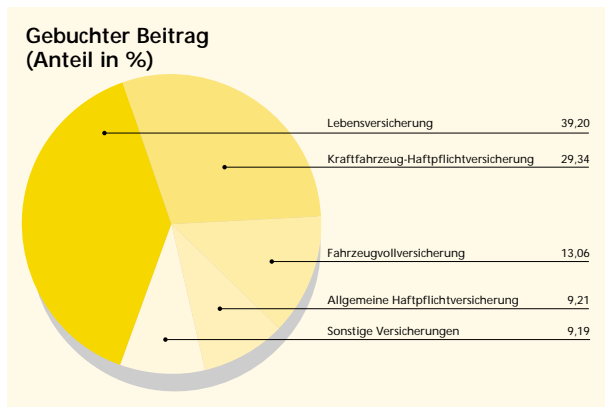 Gebuchter Beitrag
(Anteil in %)
Lebensversicherung 39,20
Kraftfahrzeug-Haftpflichtversicherung 29,34
Fahrzeugvollversicherung 13,06
Allgemeine Haftpflichtversicherung 9,21
Sonstige Versicherungen 9,19